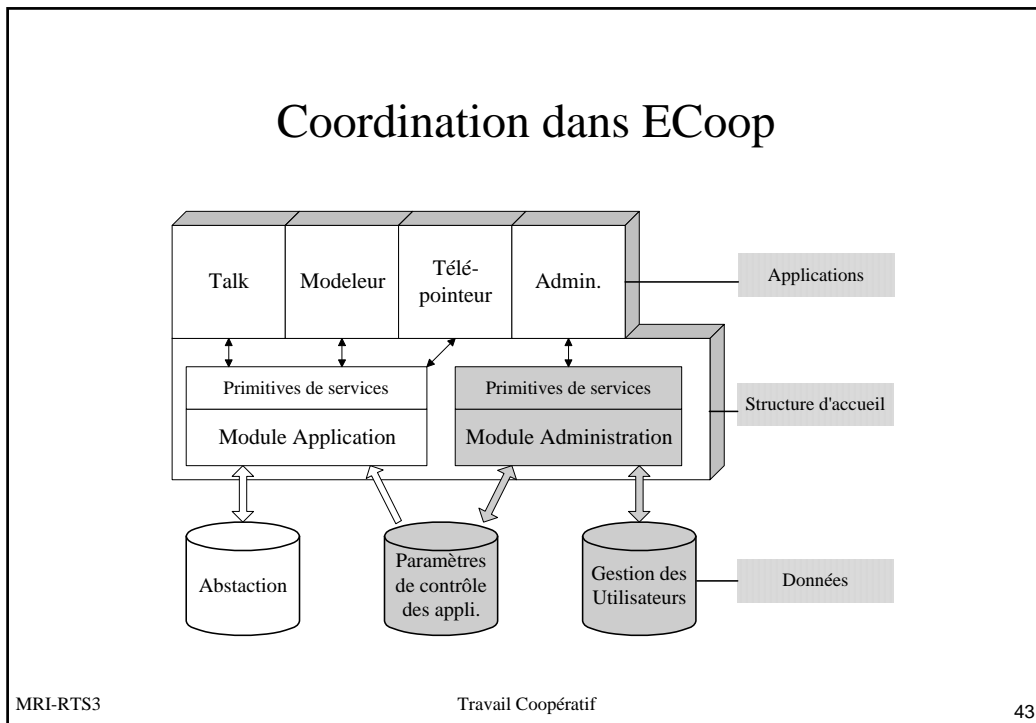 Coordination dans ECoop
Talk
Modeleur
Télé-
pointeur
Admin.
Applications
Primitives de services
Primitives de services
Structure d'accueil
Module Application
Module Administration
Abstaction
Paramètres
de contrôle
des appli.
Gestion des
Utilisateurs
Données
MRI-RTS3
Travail Coopératif
43